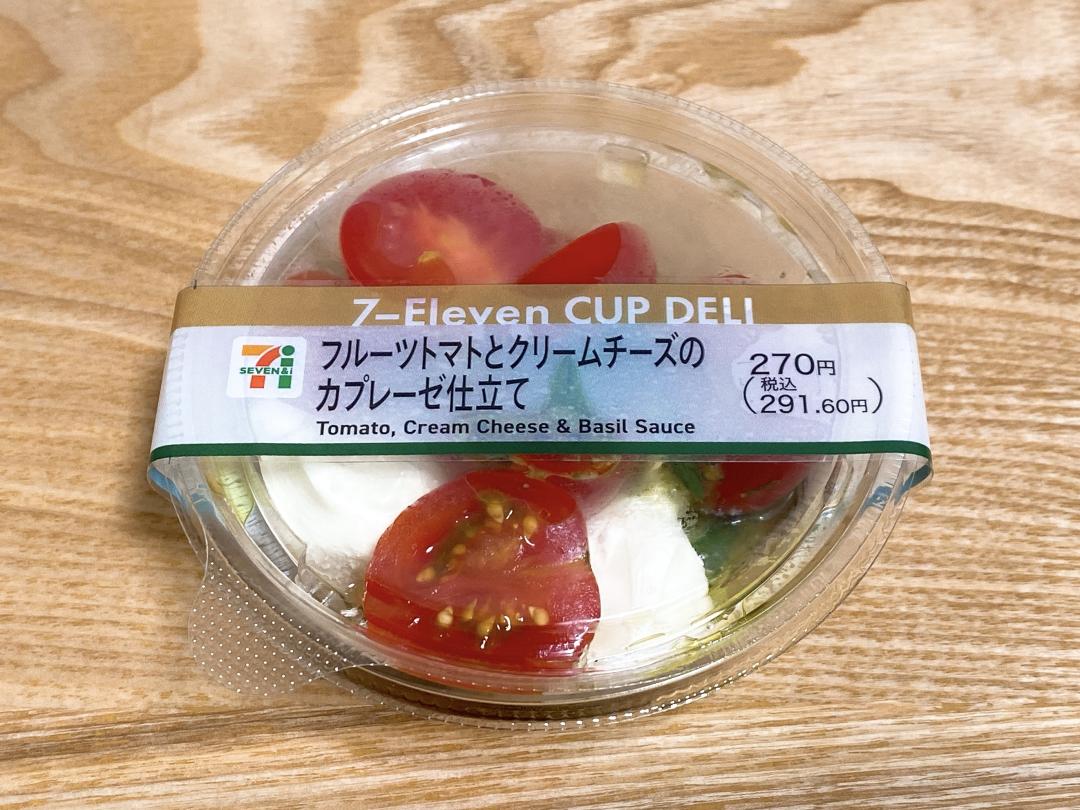 7-Eleven CUP DELI
SEVEN&i
フルーツトマトとクリームチーズの
カプレーゼ仕立て
Tomato, Cream Cheese & Basil Sauce
270円
(税込
291.60円)